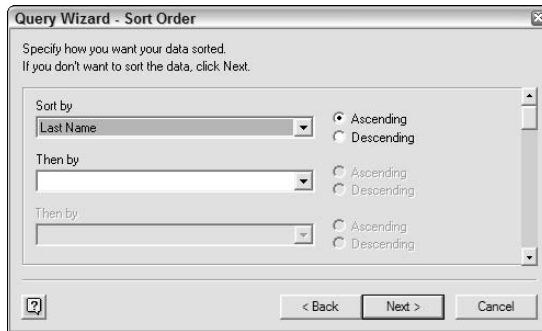 Query Wizard - Sort Order
Specify how you want your data sorted.
If you don't want to sort the data, click Next.
Sort by
Last Name
Ascending
Descending
Then by
Ascending
Descending
Then by
Ascending
Descending
?
< Back
Next >
Cancel